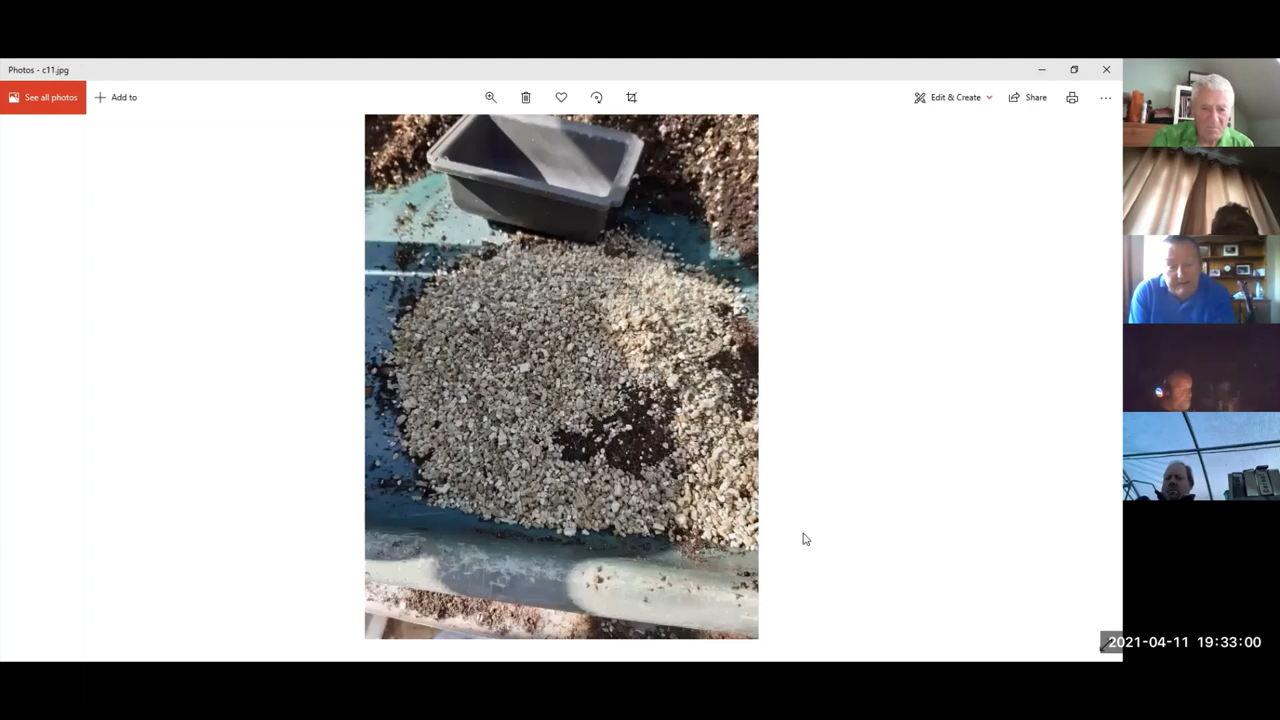 Photos - c11.jpg
See all photos
Add to
Edit & Create
Share
2021-04-11 19:33:00